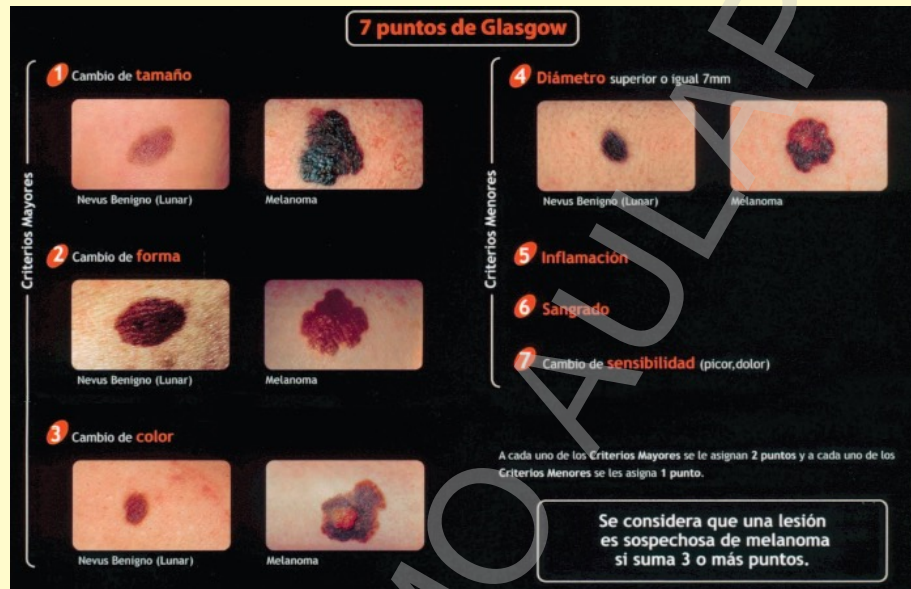 7 puntos de Glasgow
Criterios Mayores
1 Cambio de tamaño
Nevus Benigno (Lunar)
Melanoma
2 Cambio de forma
Nevus Benigno (Lunar)
Melanoma
3 Cambio de color
Nevus Benigno (Lunar)
Melanoma
Criterios Menores
4 Diámetro superior o igual 7mm
Nevus Benigno (Lunar)
Melanoma
5 Inflamación
6 Sangrado
7 Cambio de sensibilidad (picor,dolor)
A cada uno de los Criterios Mayores se le asignan 2 puntos y a cada uno de los
Criterios Menores se les asigna 1 punto.
Se considera que una lesión
es sospechosa de melanoma
si suma 3 o más puntos.
MO AULAP